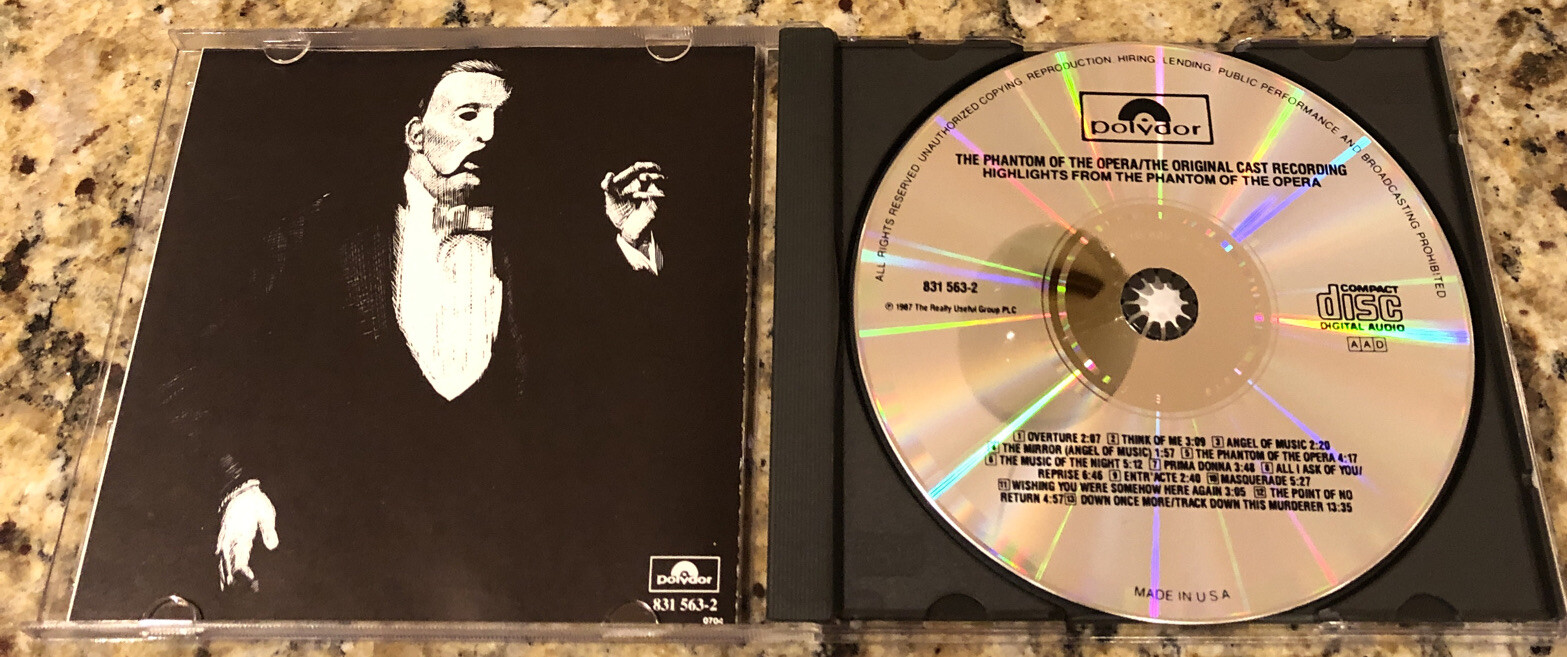 polydor
831 563-2
ALL RIGHTS RESERVED UNAUTHORIZED COPYING REPRODUCTION. HIRING. LENDING. PUBLIC PERFORMANCE AND BROADCASTING PROHIBITED
polydor
THE PHANTOM OF THE OPERA/THE ORIGINAL CAST RECORDING
HIGHLIGHTS FROM THE PHANTOM OF THE OPERA
831 563-2
℗ 1987 The Really Useful Group PLC
COMPACT
disc
DIGITAL AUDIO
AAD
1 OVERTURE 2:07 2 THINK OF ME 3:09 3 ANGEL OF MUSIC 2:20
4 THE MIRROR (ANGEL OF MUSIC) 1:57 5 THE PHANTOM OF THE OPERA 4:17
6 THE MUSIC OF THE NIGHT 5:12 7 PRIMA DONNA 3:48 8 ALL I ASK OF YOU/
REPRISE 6:46 9 ENTR'ACTE 2:40 10 MASQUERADE 5:27
11 WISHING YOU WERE SOMEHOW HERE AGAIN 3:05 12 THE POINT OF NO
RETURN 4:57 13 DOWN ONCE MORE/TRACK DOWN THIS MURDERER 13:35
MADE IN U.S.A